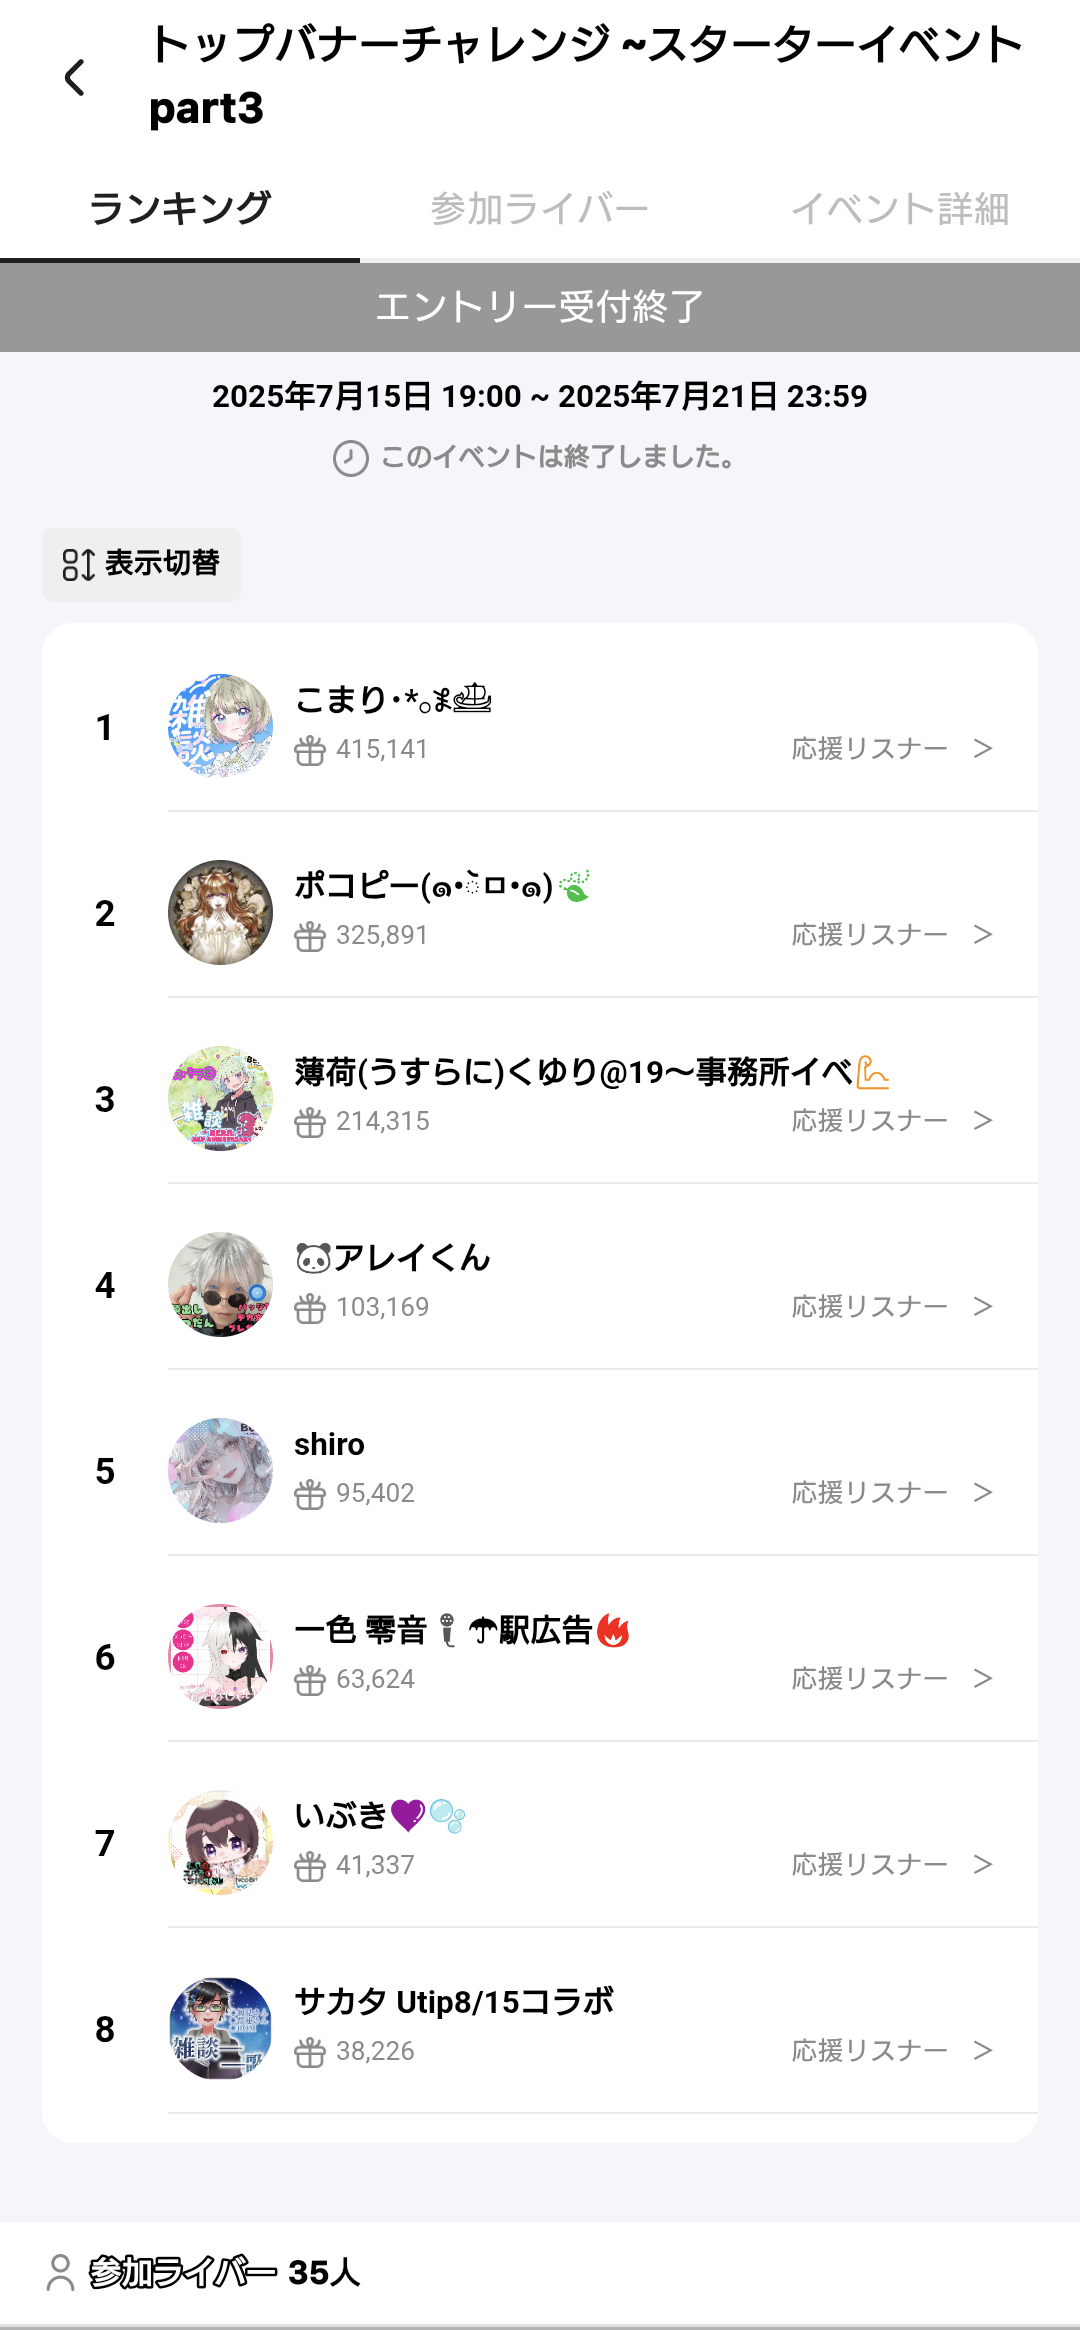 トップバナーチャレンジ ~スターターイベント
part3
ランキング 参加ライバー イベント詳細
エントリー受付終了
2025年7月15日 19:00 ~ 2025年7月21日 23:59
このイベントは終了しました。
表示切替
1 こまり･*｡
415,141 応援リスナー >
2 ポコピー(๑•̀ㅁ•๑)
325,891 応援リスナー >
3 薄荷(うすらに)くゆり@19〜事務所イベ💪
214,315 応援リスナー >
4 🐼アレイくん
103,169 応援リスナー >
5 shiro
95,402 応援リスナー >
6 一色 零音🎤☂駅広告🔥
63,624 応援リスナー >
7 いぶき💜🫧
41,337 応援リスナー >
8 サカタ Utip8/15コラボ
38,226 応援リスナー >
参加ライバー 35人
雑談
雑談
雑談